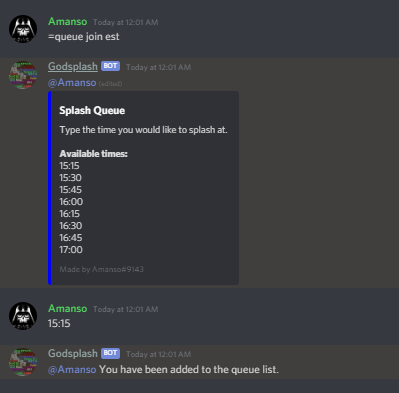 Amanso Today at 12:01 AM
=queue join est
Godsplash BOT Today at 12:01 AM
@Amanso (edited)
Splash Queue
Type the time you would like to splash at.
Available times:
15:15
15:30
15:45
16:00
16:15
16:30
16:45
17:00
Made by Amanso#9143
Amanso Today at 12:01 AM
15:15
Godsplash BOT Today at 12:01 AM
@Amanso You have been added to the queue list.